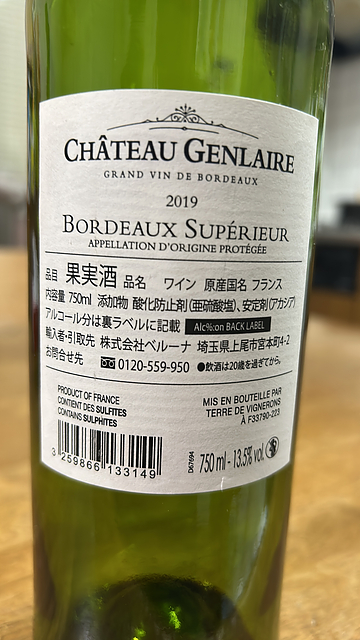 CHÂTEAU GENLAIRE
GRAND VIN DE BORDEAUX
2019
BORDEAUX SUPÉRIEUR
APPELLATION D'ORIGINE PROTÉGÉE
品目 果実酒 品名 ワイン 原産国名 フランス
内容量 750ml 添加物 酸化防止剤(亜硫酸塩)、安定剤(アカシア)
アルコール分は裏ラベルに記載 Alc%:on BACK LABEL
輸入者・引取先 株式会社ベルーナ 埼玉県上尾市宮本町4-2
お問合せ先 0120-559-950 ●飲酒は20歳を過ぎてから。
PRODUCT OF FRANCE
CONTIENT DES SULFITES
CONTAINS SULPHITES
MIS EN BOUTEILLE PAR
TERRE DE VIGNERONS
À F33790-223
3 259866 133149
D67694
750 ml - 13.5% vol.